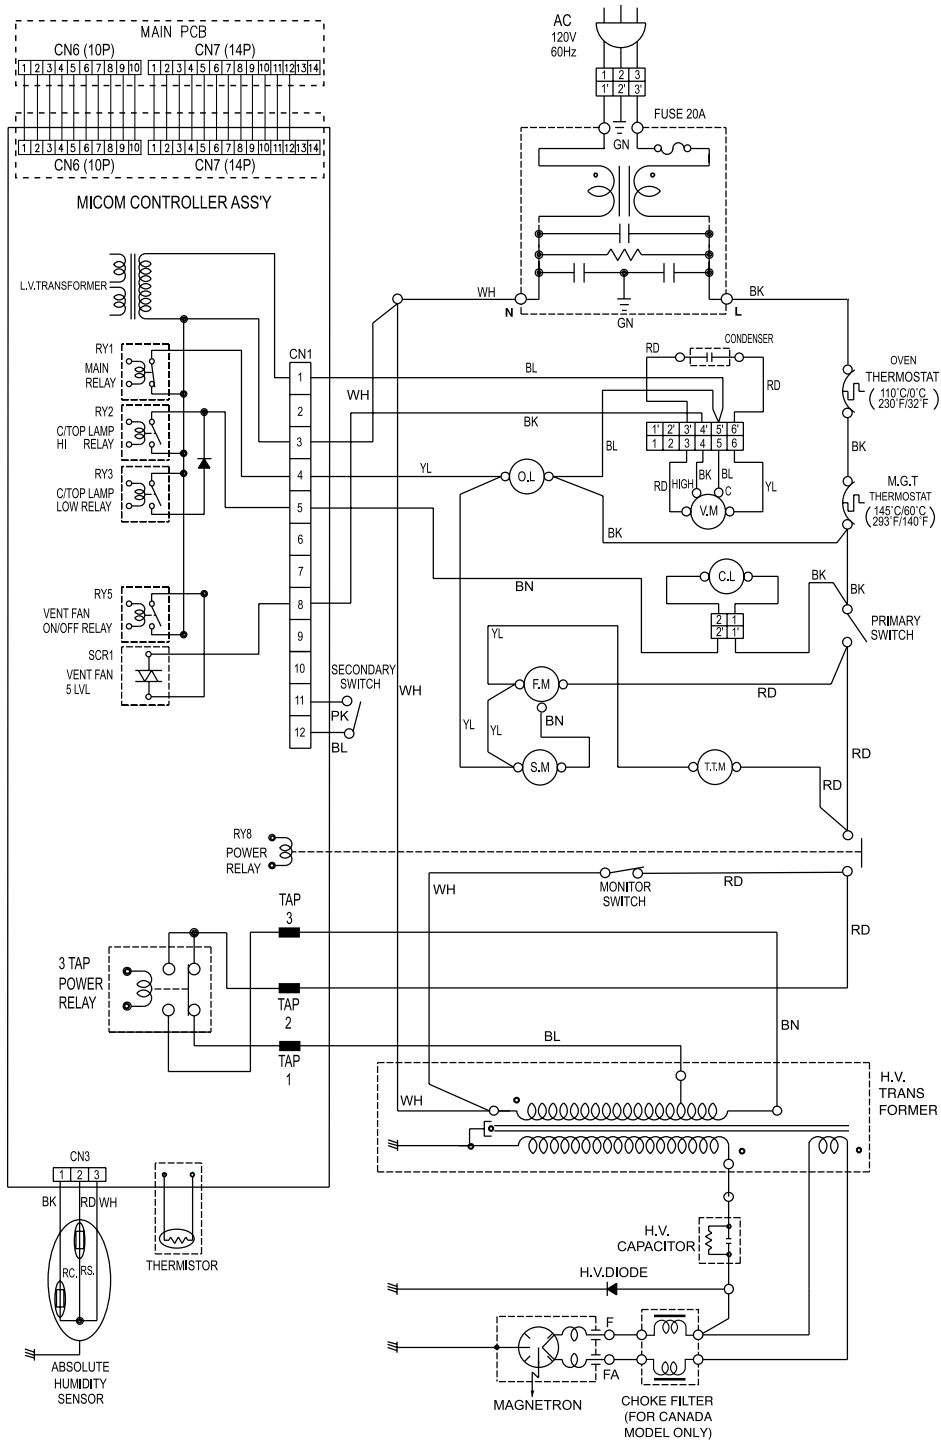 MAIN PCB
CN6 (10P) CN7 (14P)
1 2 3 4 5 6 7 8 9 10 1 2 3 4 5 6 7 8 9 10 11 12 13 14
1 2 3 4 5 6 7 8 9 10 1 2 3 4 5 6 7 8 9 10 11 12 13 14
CN6 (10P) CN7 (14P)
MICOM CONTROLLER ASS'Y
AC
120V
60Hz
1 2 3
1' 2' 3'
FUSE 20A
GN
GN
WH
N
L
BK
L.V.TRANSFORMER
RY1
MAIN
RELAY
RY2
C/TOP LAMP
HI RELAY
RY3
C/TOP LAMP
LOW RELAY
RY5
VENT FAN
ON/OFF RELAY
SCR1
VENT FAN
5 LVL
CN1
1
2
3
4
5
6
7
8
9
10
11
12
WH
BL
BK
YL
SECONDARY
SWITCH
PK
BL
WH
CONDENSER
RD
RD
1' 2' 3' 4' 5' 6'
1 2 3 4 5 6
RD HIGH BK BL YL
C
V.M
BL
O.L
BK
OVEN
THERMOSTAT
( 110°C/0°C )
230°F/32°F
BK
M.G.T
THERMOSTAT
( 145°C/60°C )
293°F/140°F
BK
BK
C.L
2 1
2' 1'
PRIMARY
SWITCH
BN
YL
F.M
RD
BN
YL
YL
S.M
T.T.M
RD
RD
RY8
POWER
RELAY
WH
MONITOR
SWITCH
RD
RD
TAP
3
3 TAP
POWER
RELAY
TAP
2
TAP
1
BL
BN
WH
H.V.
TRANS
FORMER
CN3
1 2 3
BK RD WH
RC. RS.
THERMISTOR
ABSOLUTE
HUMIDITY
SENSOR
H.V.
CAPACITOR
H.V.DIODE
F
FA
MAGNETRON
CHOKE FILTER
(FOR CANADA
MODEL ONLY)